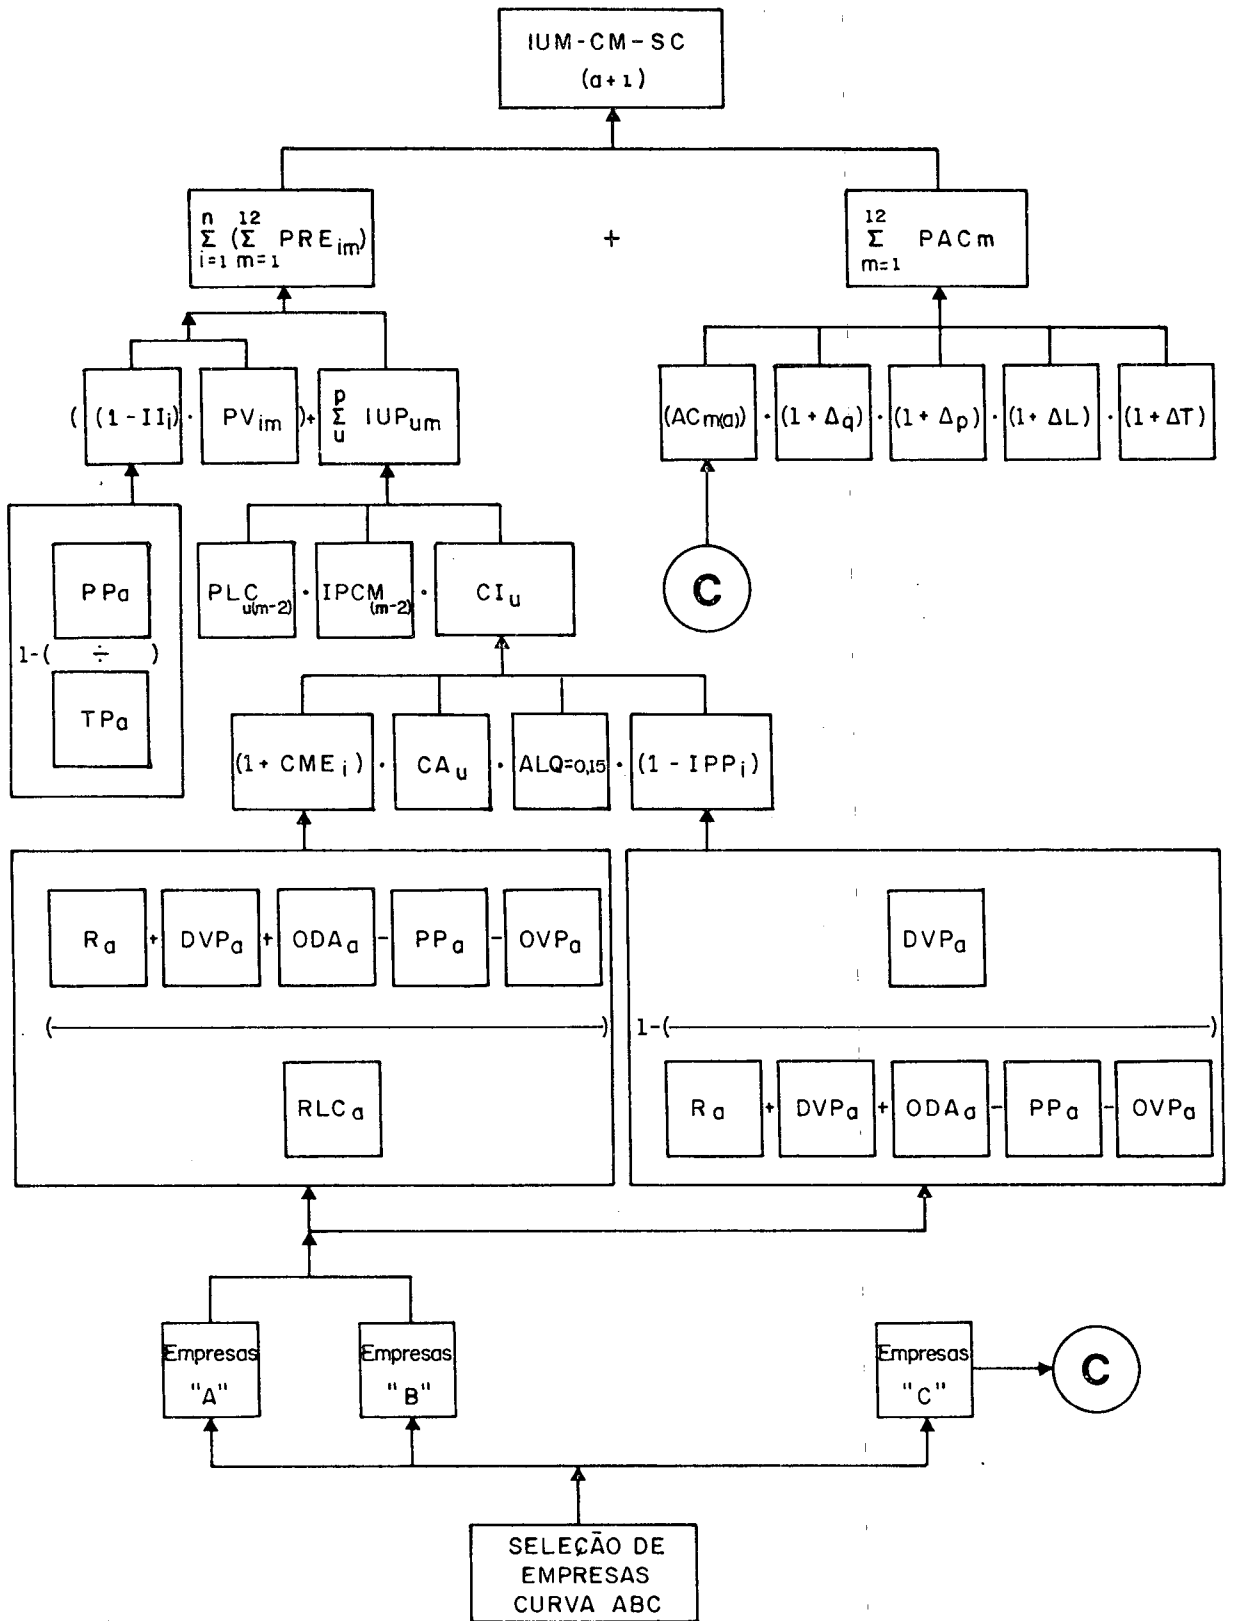 IUM-CM-SC
(a+1)
n 12
Σ (Σ PRE im)
i=1 m=1
+
12
Σ PACm
m=1
( (1-IIi) . PVim )+ p Σ u IUPum
(ACm(a)) . (1+Δq) . (1+Δp) . (1+ΔL) . (1+ΔT)
PPa
1-( ÷ )
TPa
PLC u(m-2) . IPCM (m-2) . CIu
C
(1+ CME i) . CAu . ALQ=0,15 . (1 - IPPi)
Ra + DVPa + ODAa - PPa - OVPa
( )
RLCa
DVPa
1-( )
Ra + DVPa + ODAa - PPa - OVPa
Empresas
"A"
Empresas
"B"
Empresas
"C"
C
SELEÇÃO DE
EMPRESAS
CURVA ABC